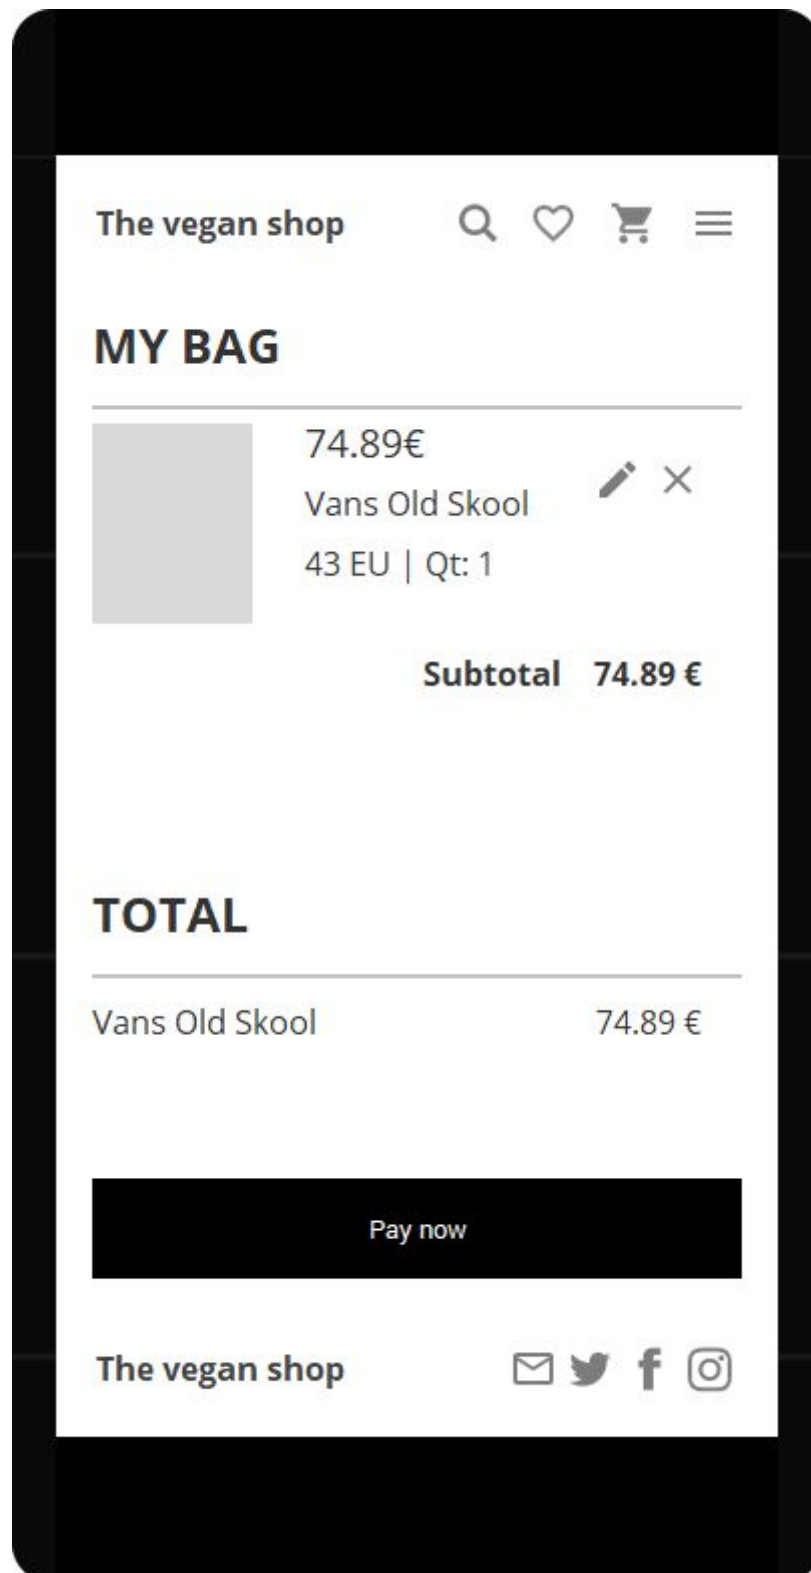 The vegan shop
MY BAG
74.89€
Vans Old Skool
43 EU | Qt: 1
Subtotal 74.89 €
TOTAL
Vans Old Skool 74.89 €
Pay now
The vegan shop